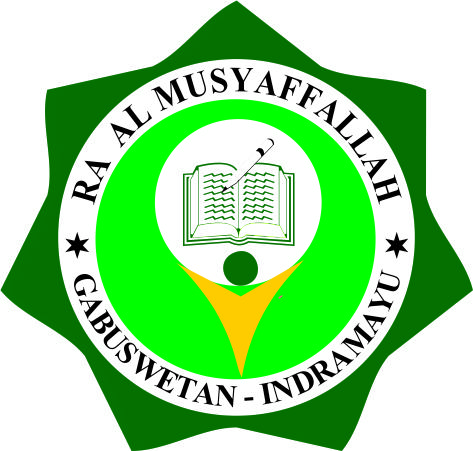 RA AL MUSYAFFALLAH
GABUSWETAN - INDRAMAYU